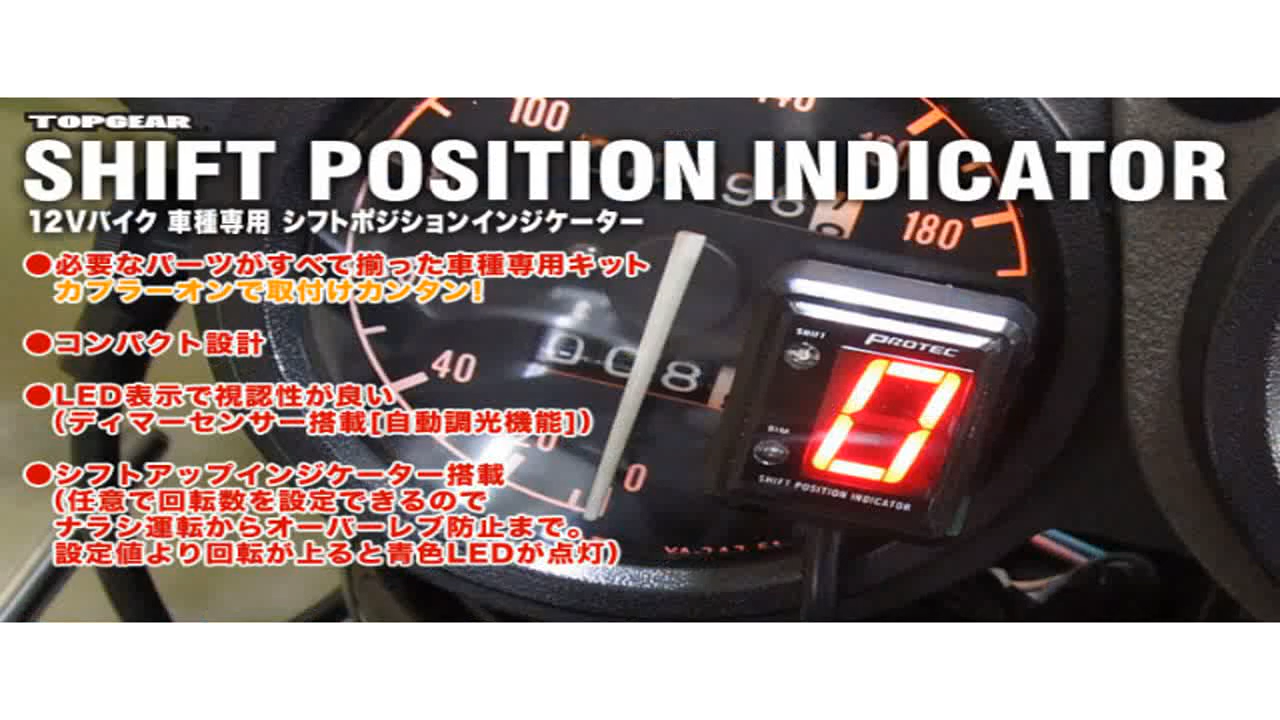 TOPGEAR
SHIFT POSITION INDICATOR
12Vバイク 車種専用 シフトポジションインジケーター
●必要なパーツがすべて揃った車種専用キット
カプラーオンで取付けカンタン!
●コンパクト設計
●LED表示で視認性が良い
(ディマーセンサー搭載[自動調光機能])
●シフトアップインジケーター搭載
(任意で回転数を設定できるので
ナラシ運転からオーバーレブ防止まで。
設定値より回転が上ると青色LEDが点灯)
100
140
160
180
40
20
0
008
SHIFT
PROTEC
0
DIM
SHIFT POSITION INDICATOR